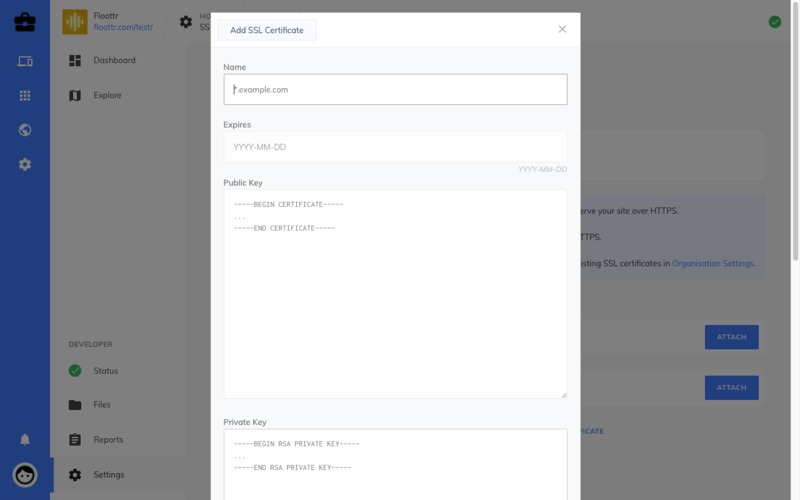 Floottr
floottr.com/test/
HO
SS
Add SSL Certificate
Dashboard
Explore
Name
*.example.com
Expires
YYYY-MM-DD
YYYY-MM-DD
Public Key
-----BEGIN CERTIFICATE-----
...
-----END CERTIFICATE-----
erve your site over HTTPS.
TTPS.
isting SSL certificates in Organisation Settings.
ATTACH
ATTACH
ICATE
DEVELOPER
Status
Files
Reports
Settings
Private Key
-----BEGIN RSA PRIVATE KEY-----
...
-----END RSA PRIVATE KEY-----